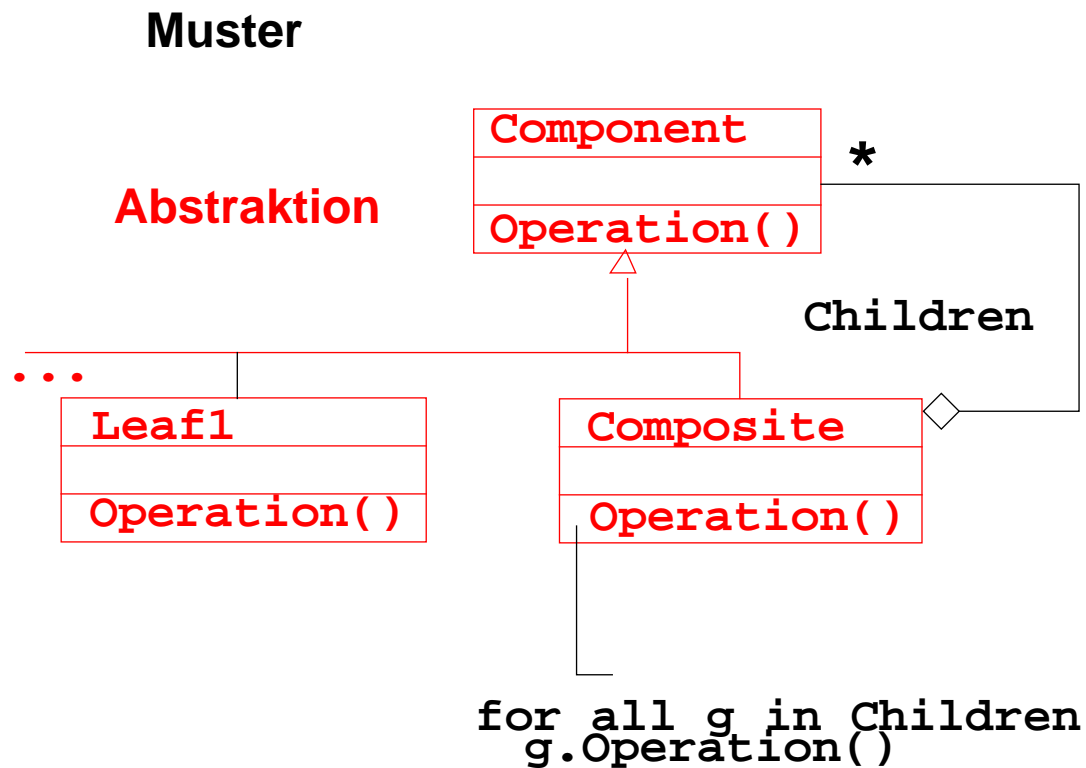 Muster
Component
*
Abstraktion
Operation()
Children
...
Leaf1
Composite
Operation()
Operation()
for all g in Children
g.Operation()